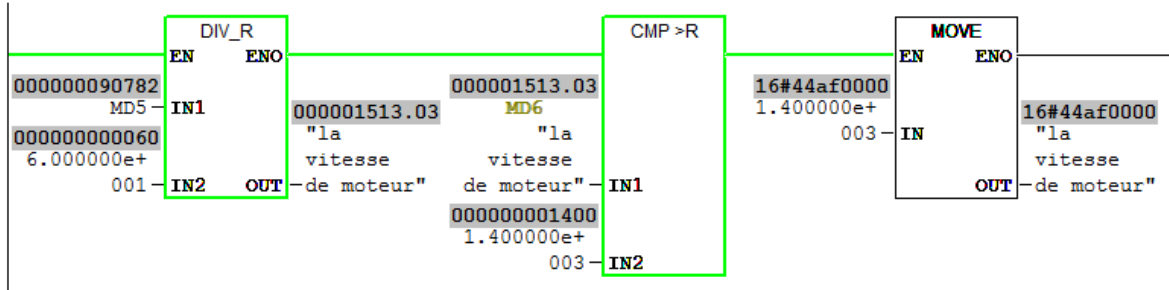 DIV_R
EN ENO
000000090782
MD5 IN1
000000000060
6.000000e+
001 IN2
000001513.03
"la
vitesse
OUT de moteur"
CMP >R
000001513.03
MD6
"la
vitesse
de moteur" IN1
000000001400
1.400000e+
003 IN2
MOVE
EN ENO
16#44af0000
1.400000e+
003 IN
16#44af0000
"la
vitesse
OUT de moteur"